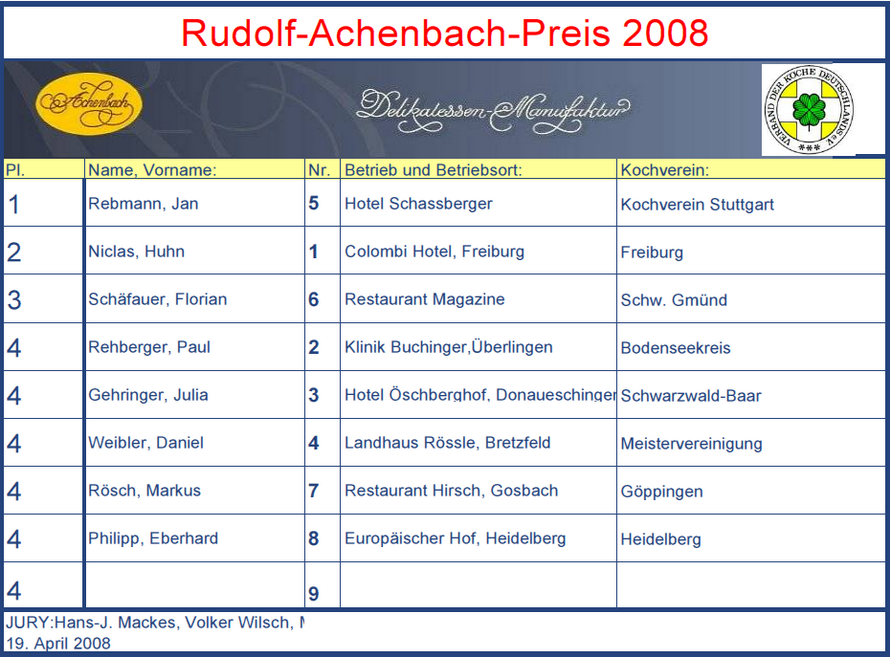 Rudolf-Achenbach-Preis 2008
Achenbach
Delikatessen-Manufaktur
VERBAND DER KÖCHE DEUTSCHLANDS e.V.
Pl. Name, Vorname: Nr. Betrieb und Betriebsort: Kochverein:
1 Rebmann, Jan 5 Hotel Schassberger Kochverein Stuttgart
2 Niclas, Huhn 1 Colombi Hotel, Freiburg Freiburg
3 Schäfauer, Florian 6 Restaurant Magazine Schw. Gmünd
4 Rehberger, Paul 2 Klinik Buchinger,Überlingen Bodenseekreis
4 Gehringer, Julia 3 Hotel Öschberghof, Donaueschingen Schwarzwald-Baar
4 Weibler, Daniel 4 Landhaus Rössle, Bretzfeld Meistervereinigung
4 Rösch, Markus 7 Restaurant Hirsch, Gosbach Göppingen
4 Philipp, Eberhard 8 Europäischer Hof, Heidelberg Heidelberg
4 9
JURY:Hans-J. Mackes, Volker Wilsch,
19. April 2008